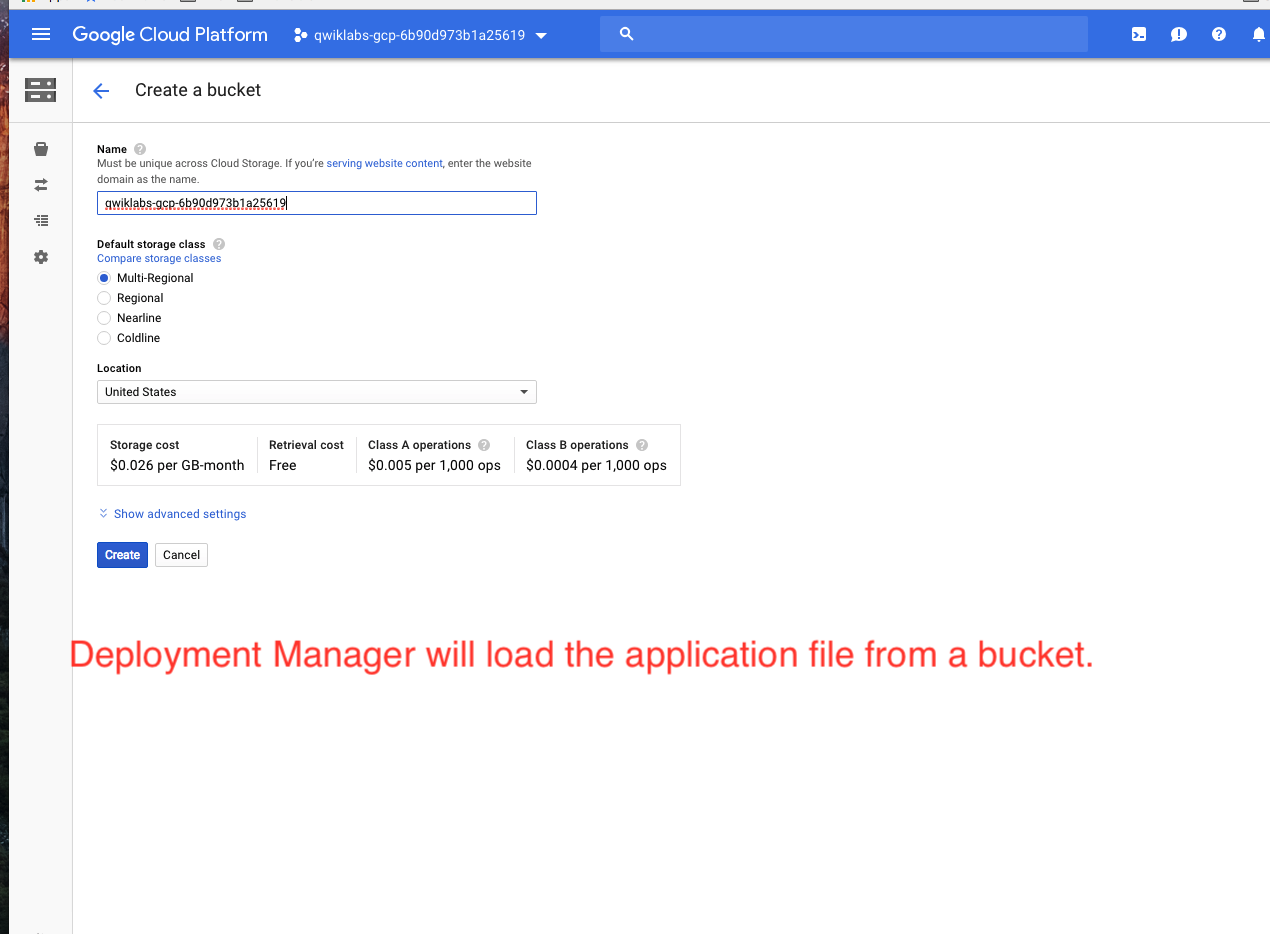 Google Cloud Platform
qwiklabs-gcp-6b90d973b1a25619
Create a bucket
Name
Must be unique across Cloud Storage. If you're serving website content, enter the website
domain as the name.
qwiklabs-gcp-6b90d973b1a25619
Default storage class
Compare storage classes
Multi-Regional
Regional
Nearline
Coldline
Location
United States
Storage cost Retrieval cost Class A operations Class B operations
$0.026 per GB-month Free $0.005 per 1,000 ops $0.0004 per 1,000 ops
Show advanced settings
Create Cancel
Deployment Manager will load the application file from a bucket.